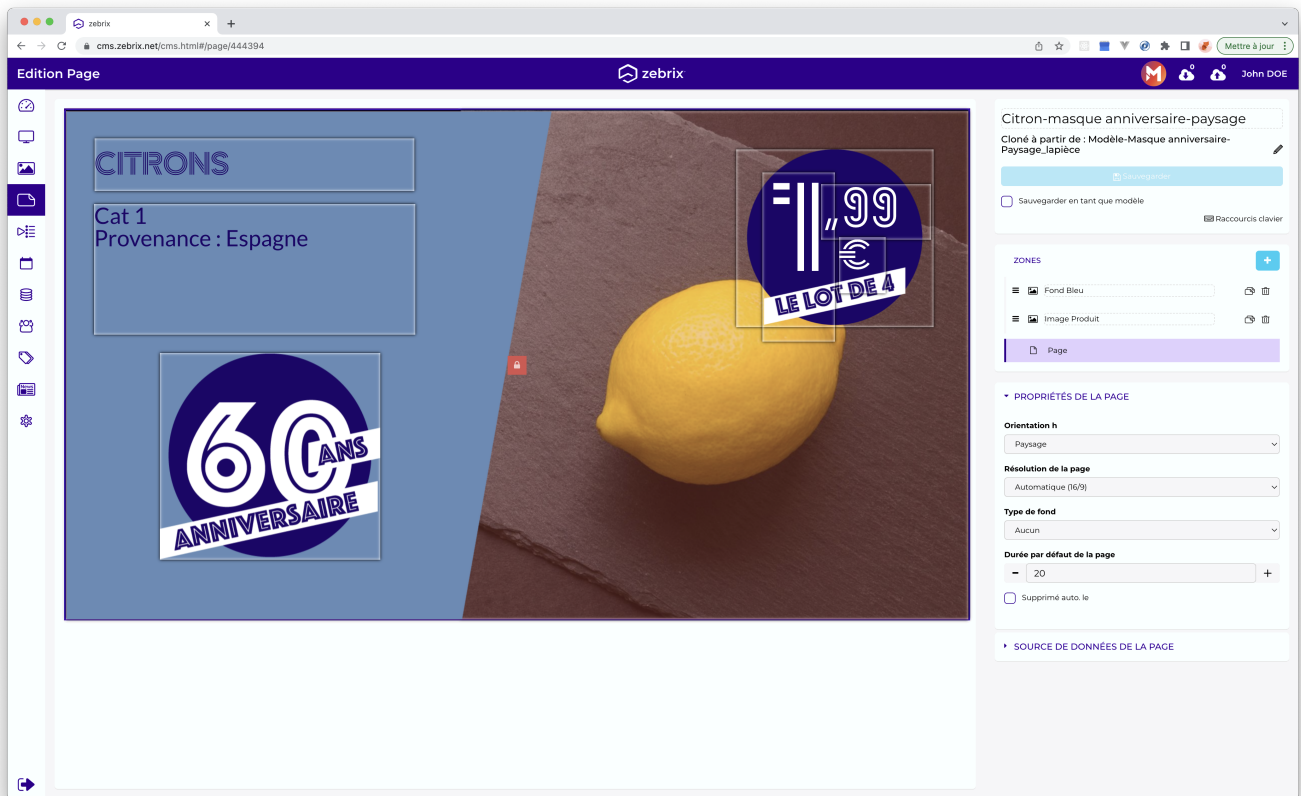 zebrix
cms.zebrix.net/cms.html#/page/444394
Mettre à jour
Edition Page
zebrix
0
0
John DOE
CITRONS
Cat 1
Provenance : Espagne
1,,99
€
LE LOT DE 4
60
ANS
ANNIVERSAIRE
News
Citron-masque anniversaire-paysage
Cloné à partir de : Modèle-Masque anniversaire-
Paysage_lapièce
Sauvegarder
Sauvegarder en tant que modèle
Raccourcis clavier
ZONES
Fond Bleu
Image Produit
Page
PROPRIÉTÉS DE LA PAGE
Orientation h
Paysage
Résolution de la page
Automatique (16/9)
Type de fond
Aucun
Durée par défaut de la page
20
Supprimé auto. le
SOURCE DE DONNÉES DE LA PAGE